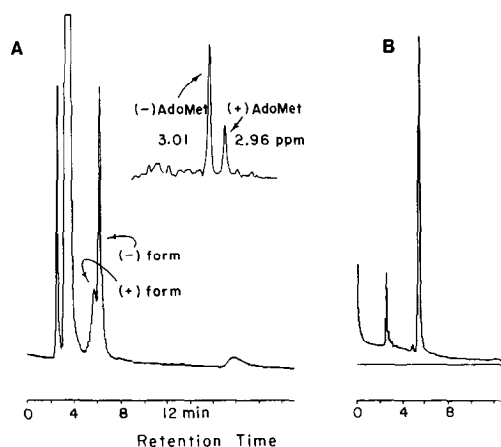 A
B
(-)AdoMet (+) AdoMet
3.01 2.96 ppm
(-) form
(+) form
0 4 8 12 min
0 4 8
Retention Time